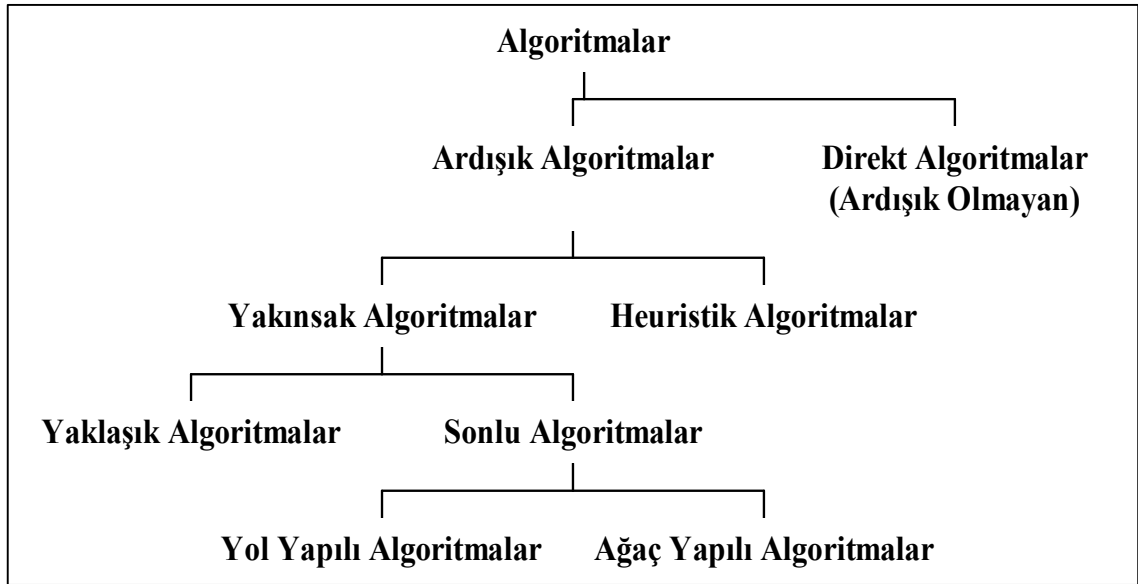 Algoritmalar
Ardışık Algoritmalar
Direkt Algoritmalar
(Ardışık Olmayan)
Yakınsak Algoritmalar
Heuristik Algoritmalar
Yaklaşık Algoritmalar
Sonlu Algoritmalar
Yol Yapılı Algoritmalar
Ağaç Yapılı Algoritmalar